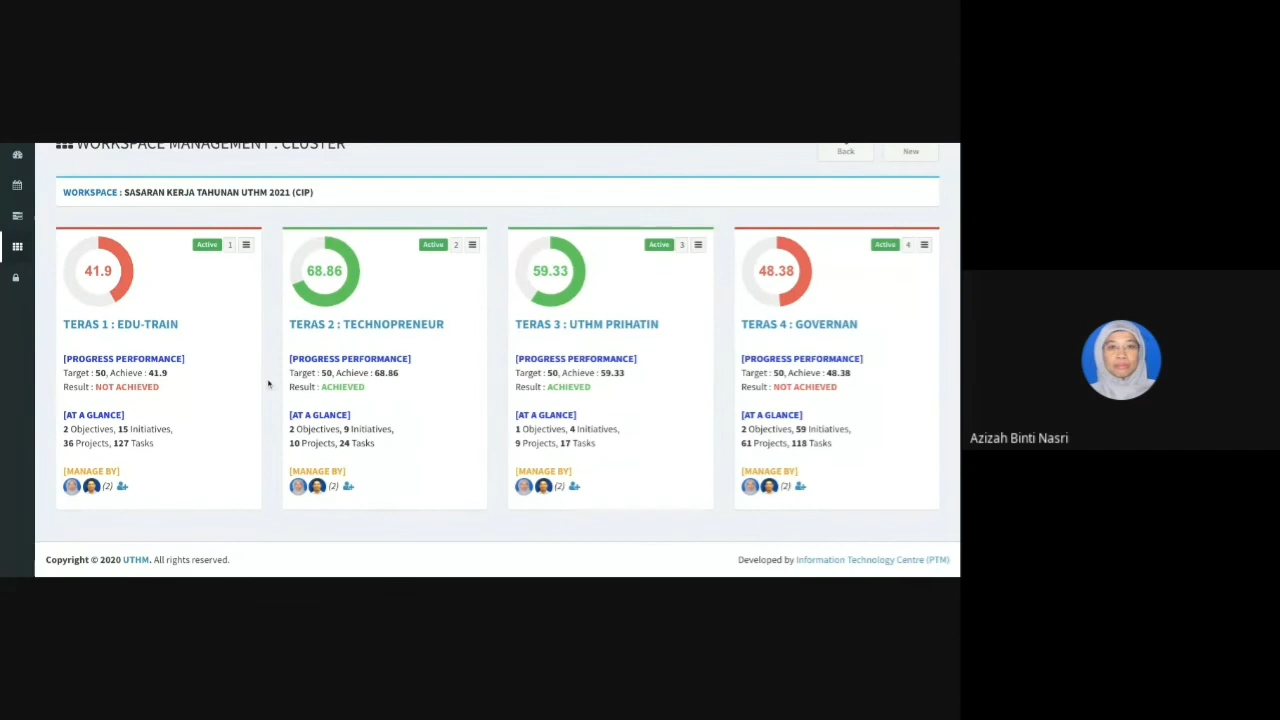 WORKSPACE MANAGEMENT : CLUSTER
Back
New
WORKSPACE : SASARAN KERJA TAHUNAN UTHM 2021 (CIP)
41.9
Active 1
TERAS 1 : EDU-TRAIN
[PROGRESS PERFORMANCE]
Target : 50, Achieve : 41.9
Result : NOT ACHIEVED
[AT A GLANCE]
2 Objectives, 15 Initiatives,
36 Projects, 127 Tasks
[MANAGE BY]
(2)
68.86
Active 2
TERAS 2 : TECHNOPRENEUR
[PROGRESS PERFORMANCE]
Target : 50, Achieve : 68.86
Result : ACHIEVED
[AT A GLANCE]
2 Objectives, 9 Initiatives,
10 Projects, 24 Tasks
[MANAGE BY]
(2)
59.33
Active 3
TERAS 3 : UTHM PRIHATIN
[PROGRESS PERFORMANCE]
Target : 50, Achieve : 59.33
Result : ACHIEVED
[AT A GLANCE]
1 Objectives, 4 Initiatives,
9 Projects, 17 Tasks
[MANAGE BY]
(2)
48.38
Active 4
TERAS 4 : GOVERNAN
[PROGRESS PERFORMANCE]
Target : 50, Achieve : 48.38
Result : NOT ACHIEVED
[AT A GLANCE]
2 Objectives, 59 Initiatives,
61 Projects, 118 Tasks
[MANAGE BY]
(2)
Copyright © 2020 UTHM. All rights reserved.
Developed by Information Technology Centre (PTM)
Azizah Binti Nasri